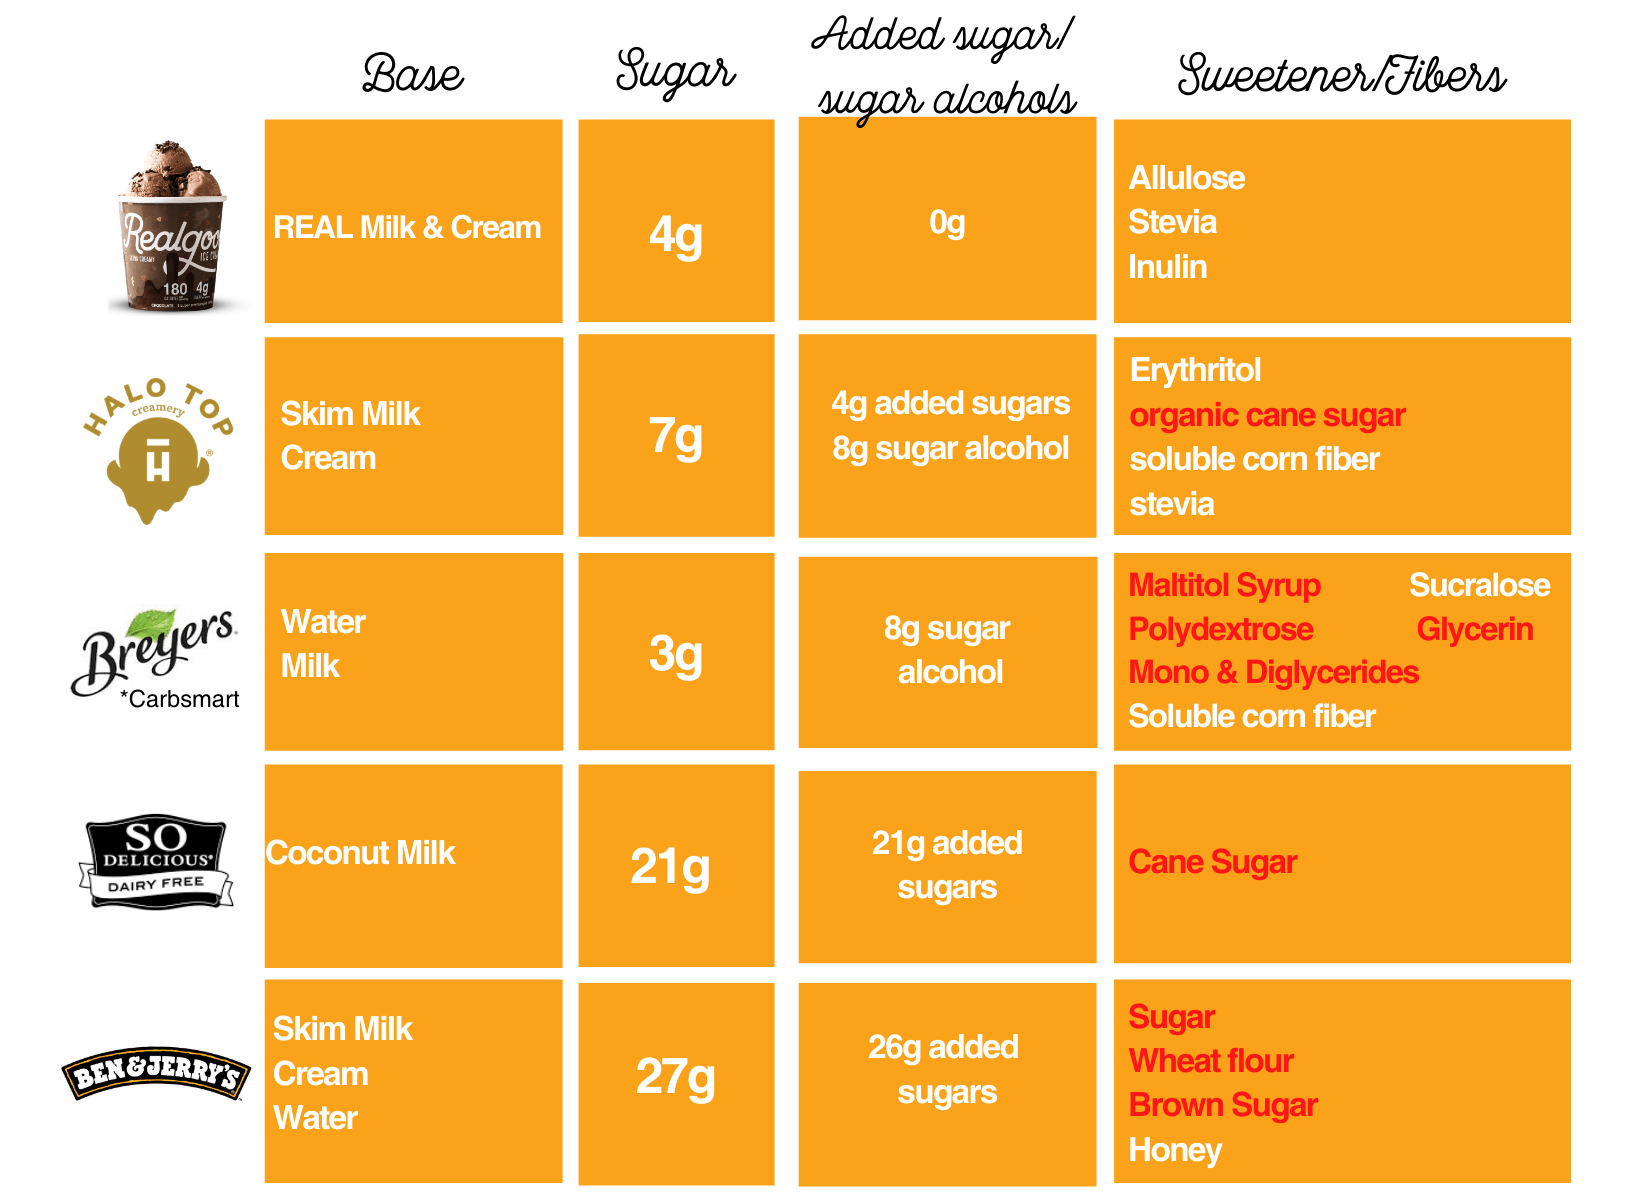 Base
Sugar
Added sugar/
sugar alcohols
Sweetener/Fibers
Realgoo
180 4g
REAL Milk & Cream
4g
0g
Allulose
Stevia
Inulin
HALO TOP
creamery
H
®
Skim Milk
Cream
7g
4g added sugars
8g sugar alcohol
Erythritol
organic cane sugar
soluble corn fiber
stevia
Breyers
*Carbsmart
Water
Milk
3g
8g sugar
alcohol
Maltitol Syrup Sucralose
Polydextrose Glycerin
Mono & Diglycerides
Soluble corn fiber
SO
DELICIOUS
DAIRY FREE
Coconut Milk
21g
21g added
sugars
Cane Sugar
BEN & JERRY'S
Skim Milk
Cream
Water
27g
26g added
sugars
Sugar
Wheat flour
Brown Sugar
Honey